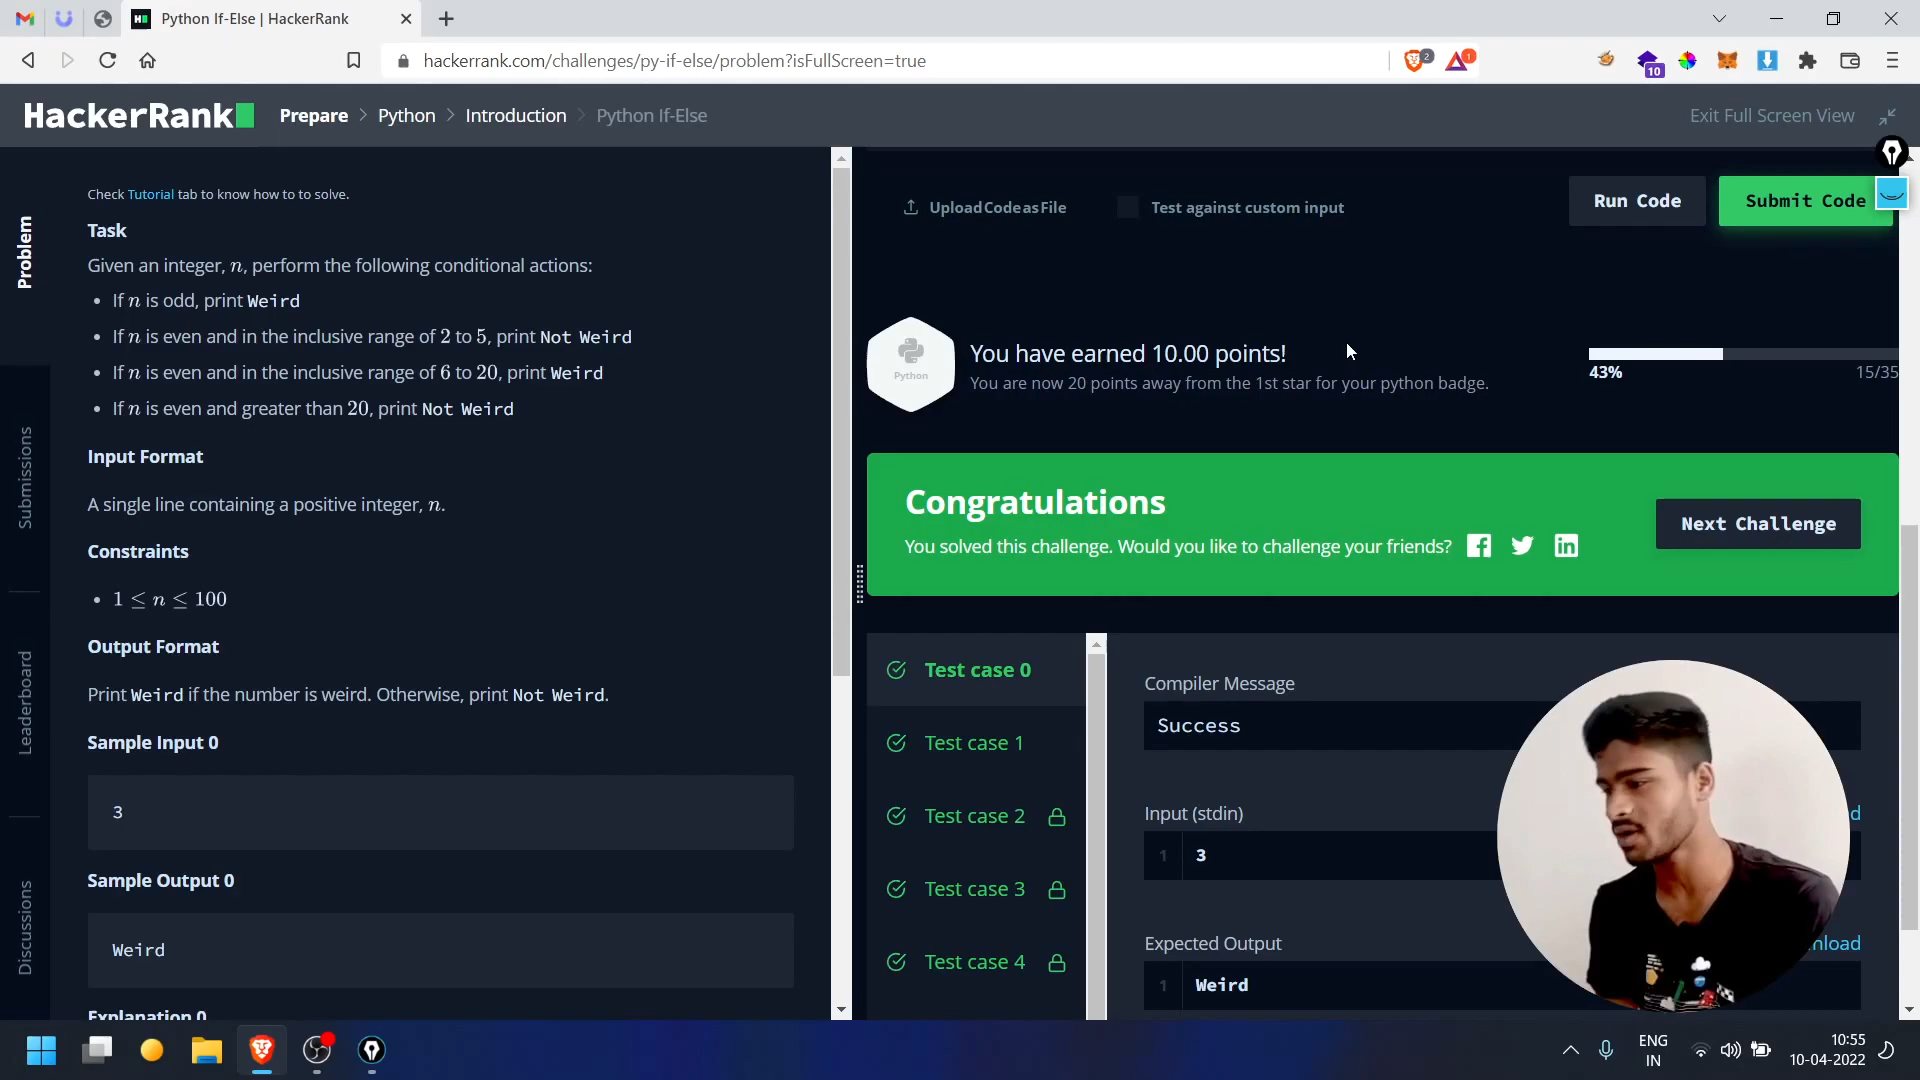 Python If-Else | HackerRank
hackerrank.com/challenges/py-if-else/problem?isFullScreen=true
2
1
10
HackerRank
Prepare > Python > Introduction > Python If-Else
Exit Full Screen View
Problem
Submissions
Leaderboard
Discussions
Check Tutorial tab to know how to to solve.
Task
Given an integer, n, perform the following conditional actions:
• If n is odd, print Weird
• If n is even and in the inclusive range of 2 to 5, print Not Weird
• If n is even and in the inclusive range of 6 to 20, print Weird
• If n is even and greater than 20, print Not Weird
Input Format
A single line containing a positive integer, n.
Constraints
• 1 ≤ n ≤ 100
Output Format
Print Weird if the number is weird. Otherwise, print Not Weird.
Sample Input 0
3
Sample Output 0
Weird
Explanation 0
Upload Code as File
Test against custom input
Run Code
Submit Code
Python
You have earned 10.00 points!
You are now 20 points away from the 1st star for your python badge.
43%
15/35
Congratulations
You solved this challenge. Would you like to challenge your friends?
Next Challenge
Test case 0
Test case 1
Test case 2
Test case 3
Test case 4
Compiler Message
Success
Input (stdin)
d
1 3
Expected Output
nload
1 Weird
ENG
IN
10:55
10-04-2022